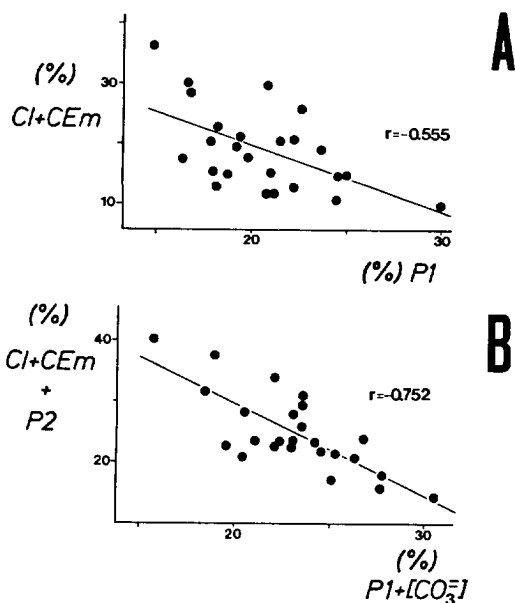 A
(%)
Cl+CEm
30
10
r=-0.555
20
30
(%) P1
B
(%)
Cl+CEm
+
P2
40
20
r=-0.752
20
30
(%)
P1+[CO₃⁼]